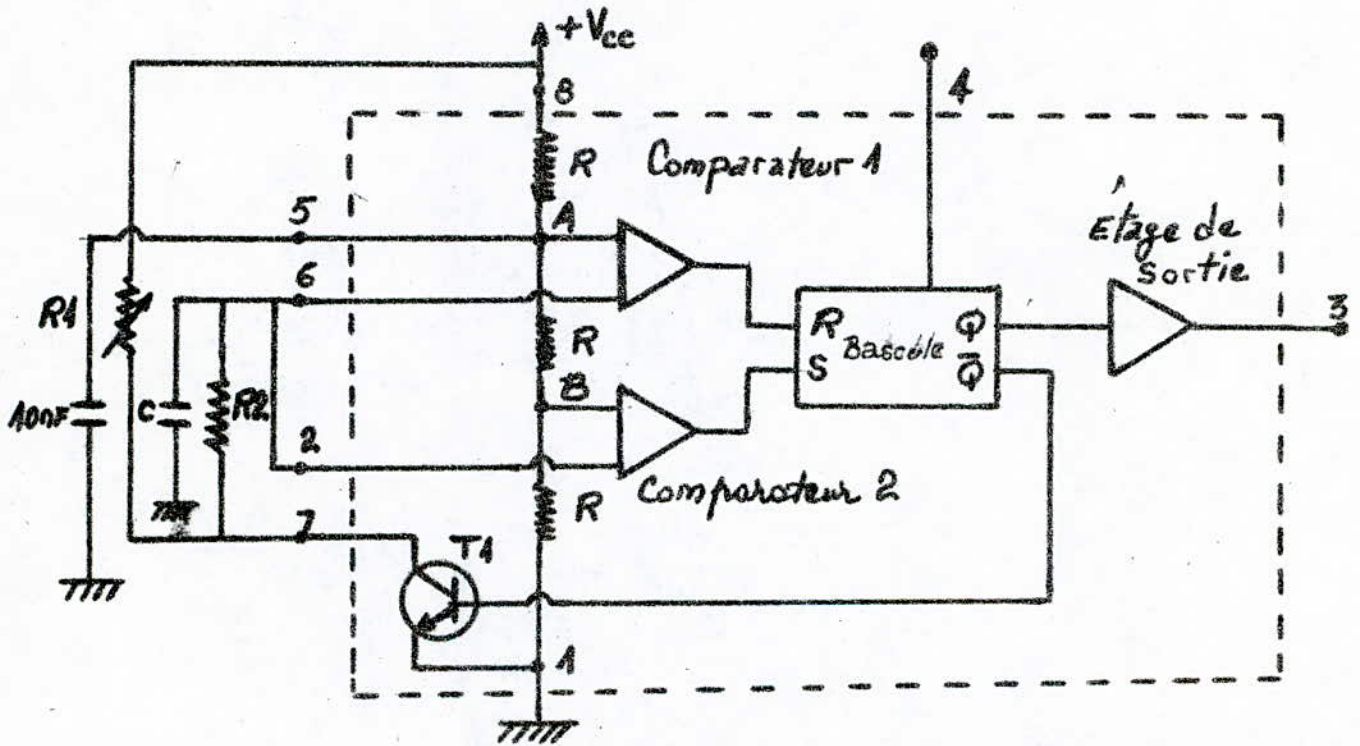 +Vcc
8
4
R
Comparateur 1
5
A
Etage de
sortie
6
3
R1
R
R
Q
Bascule
S
Q̄
10nF
C
R2
B
2
Comparateur 2
R
7
T1
1